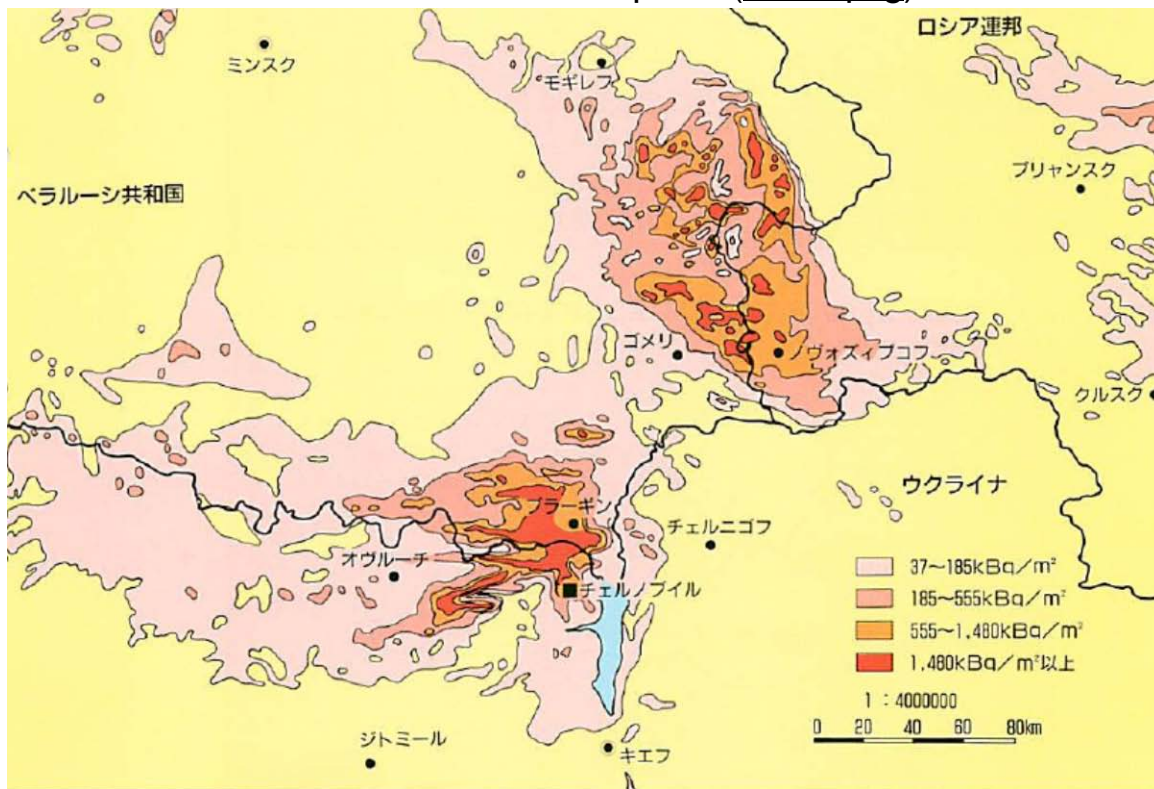 ロシア連邦
ミンスク
モギレフ
ベラルーシ共和国
ブリャンスク
ゴメリ
ノヴォズィプコフ
クルスク
ウクライナ
ブラーギン
チェルニゴフ
オヴルーチ
チェルノブイル
37〜185kBq/m²
185〜555kBq/m²
555〜1,480kBq/m²
1,480kBq/m²以上
1 : 4000000
0 20 40 60 80km
ジトミール
キエフ